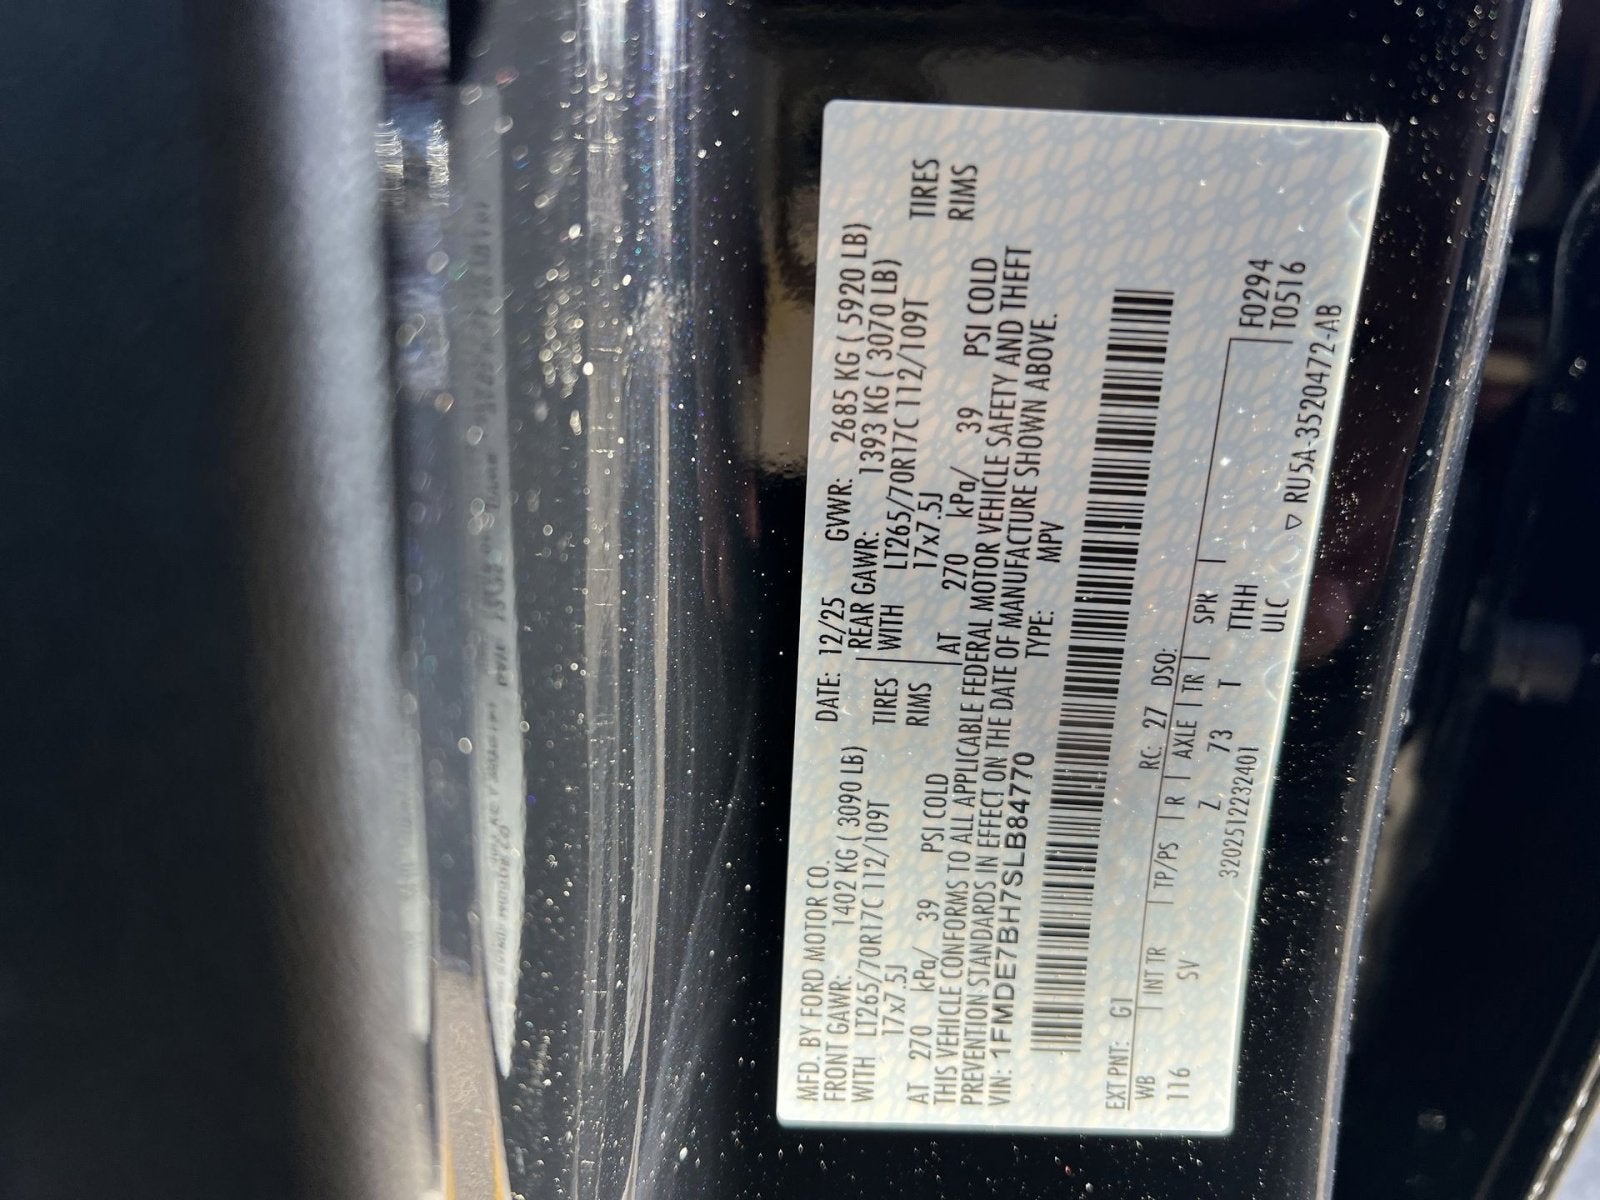 MFD. BY FORD MOTOR CO. DATE: 12/25 GVWR: 2685 KG ( 5920 LB)
FRONT GAWR: 1402 KG ( 3090 LB) REAR GAWR: 1393 KG ( 3070 LB)
WITH LT265/70R17C 112/109T TIRES WITH LT265/70R17C 112/109T TIRES
17x7.5J RIMS 17x7.5J RIMS
AT 270 kPa/ 39 PSI COLD AT 270 kPa/ 39 PSI COLD
THIS VEHICLE CONFORMS TO ALL APPLICABLE FEDERAL MOTOR VEHICLE SAFETY AND THEFT
PREVENTION STANDARDS IN EFFECT ON THE DATE OF MANUFACTURE SHOWN ABOVE.
VIN: 1FMDE7BH7SLB84770 TYPE: MPV
EXT PNT: G1 RC: 27 DSO:
WB INT TR TP/PS R AXLE TR SPR F0294
116 SV Z 73 T TTHH T0516
3202512232401 ULC ▽ RU5A-3520472-AB